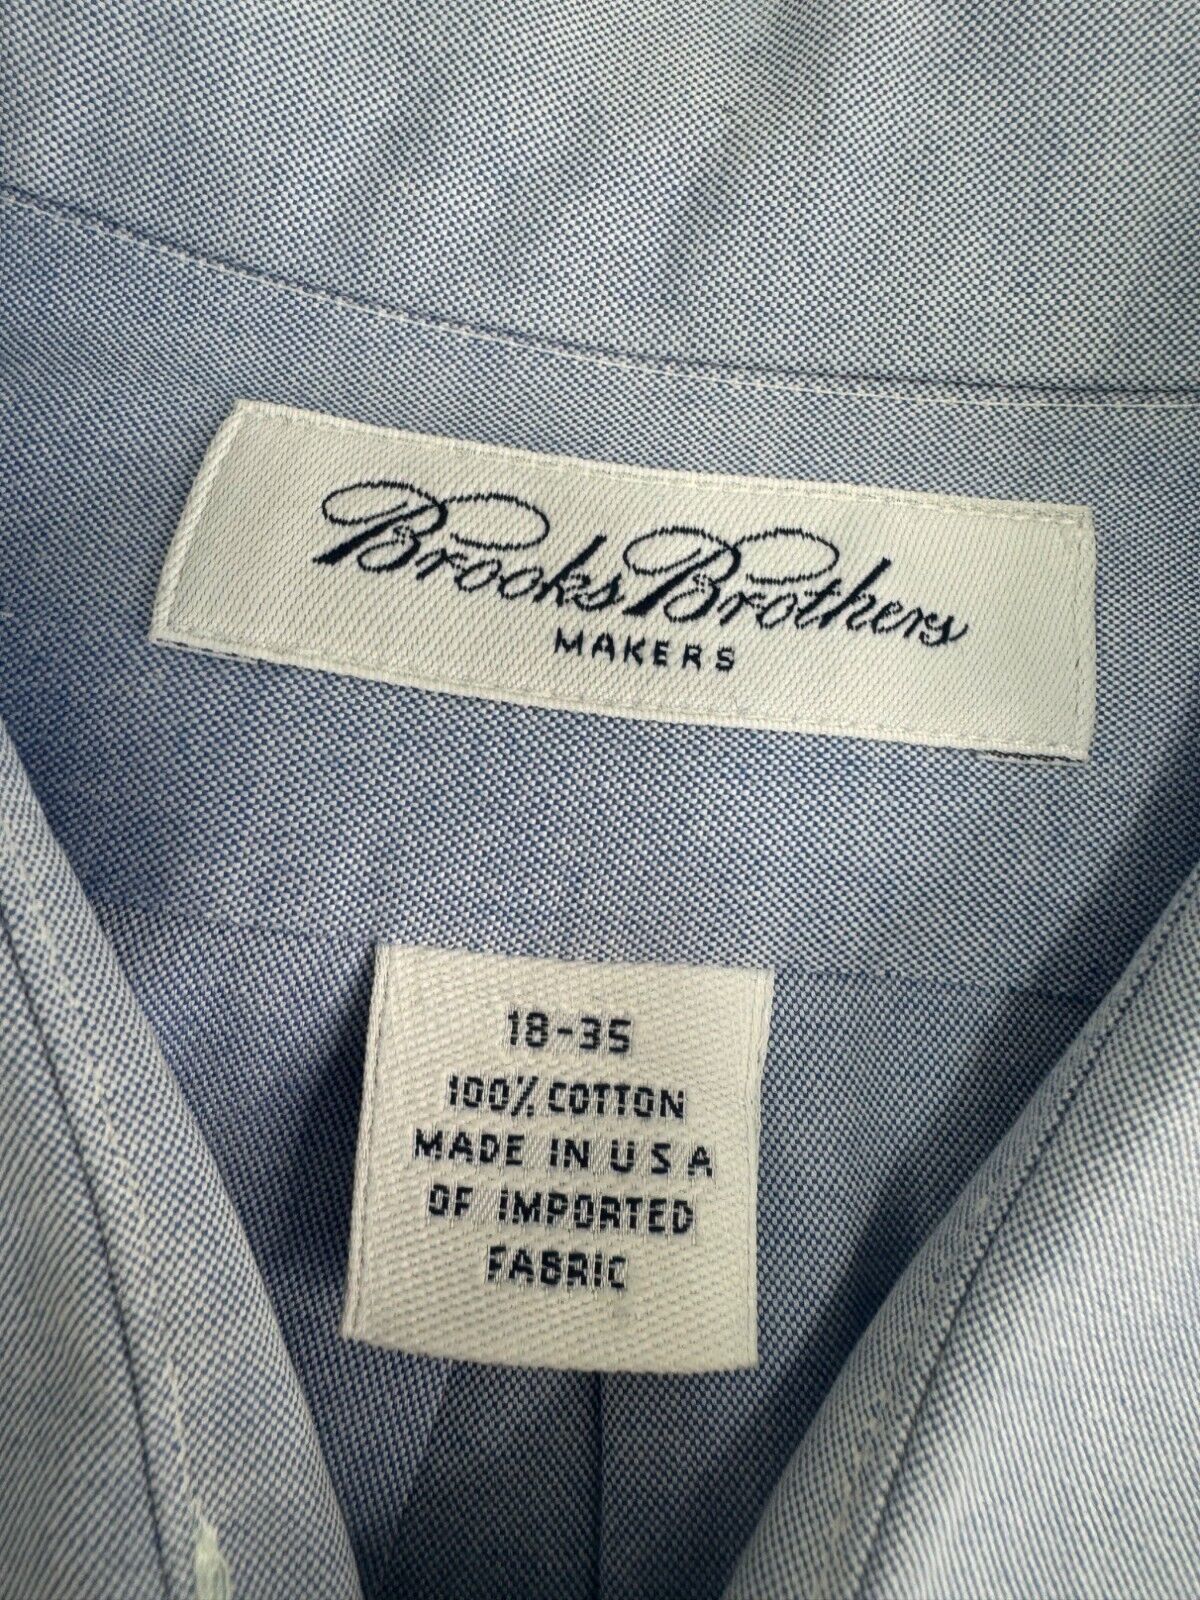 Brooks Brothers
MAKERS
18-35
100% COTTON
MADE IN U S A
OF IMPORTED
FABRIC